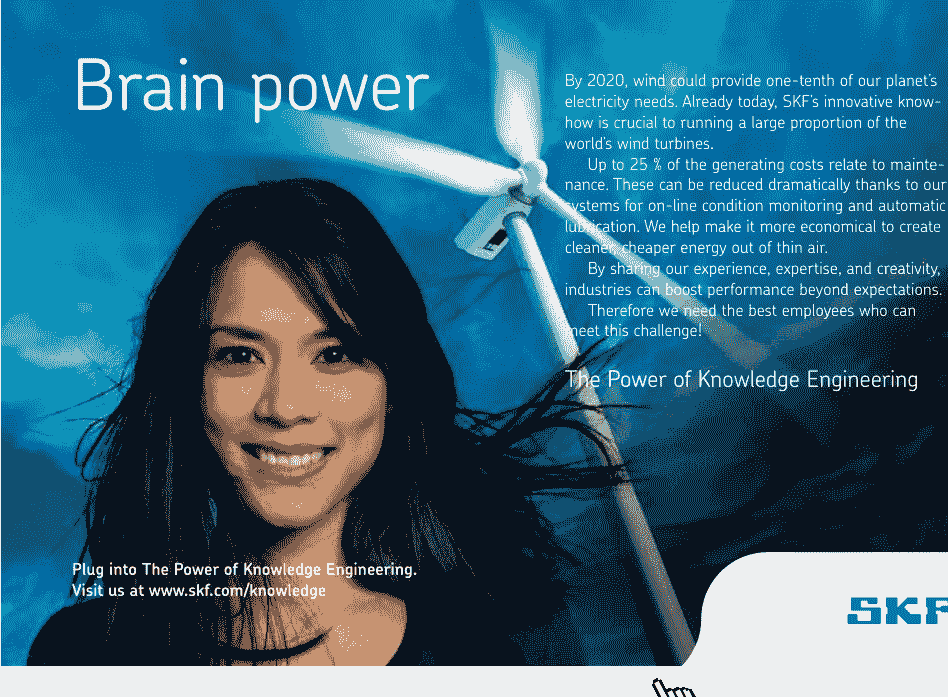 Brain power
By 2020, wind could provide one-tenth of our planet's
electricity needs. Already today, SKF's innovative know-
how is crucial to running a large proportion of the
world's wind turbines.
Up to 25 % of the generating costs relate to mainte-
nance. These can be reduced dramatically thanks to our
systems for on-line condition monitoring and automatic
lubrication. We help make it more economical to create
cleaner, cheaper energy out of thin air.
By sharing our experience, expertise, and creativity,
industries can boost performance beyond expectations.
Therefore we need the best employees who can
meet this challenge!
The Power of Knowledge Engineering
Plug into The Power of Knowledge Engineering.
Visit us at www.skf.com/knowledge
SKF